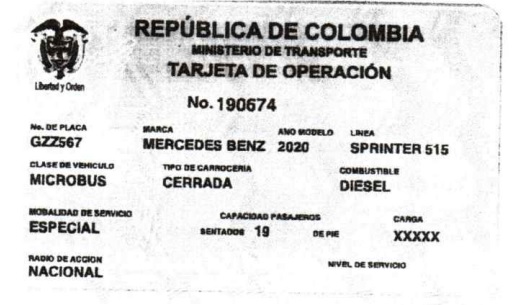 REPÚBLICA DE COLOMBIA
MINISTERIO DE TRANSPORTE
TARJETA DE OPERACIÓN
Libertad y Orden
No. 190674
No. DE PLACA MARCA ANO MODELO LINEA
GZZ567 MERCEDES BENZ 2020 SPRINTER 515
CLASE DE VEHICULO TIPO DE CARROCERIA COMBUSTIBLE
MICROBUS CERRADA DIESEL
MODALIDAD DE SERVICIO CAPACIDAD PASAJEROS CARGA
ESPECIAL SENTADOS 19 DE PIE XXXXX
RADIO DE ACCION NIVEL DE SERVICIO
NACIONAL